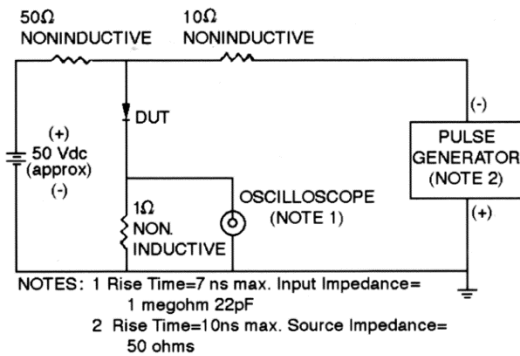 50Ω
NONINDUCTIVE
10Ω
NONINDUCTIVE
DUT
(+)
50 Vdc
(approx)
(-)
(-)
PULSE
GENERATOR
(NOTE 2)
(+)
OSCILLOSCOPE
(NOTE 1)
1Ω
NON.
INDUCTIVE
NOTES: 1 Rise Time=7 ns max. Input Impedance=
1 megohm 22pF
2 Rise Time=10ns max. Source Impedance=
50 ohms